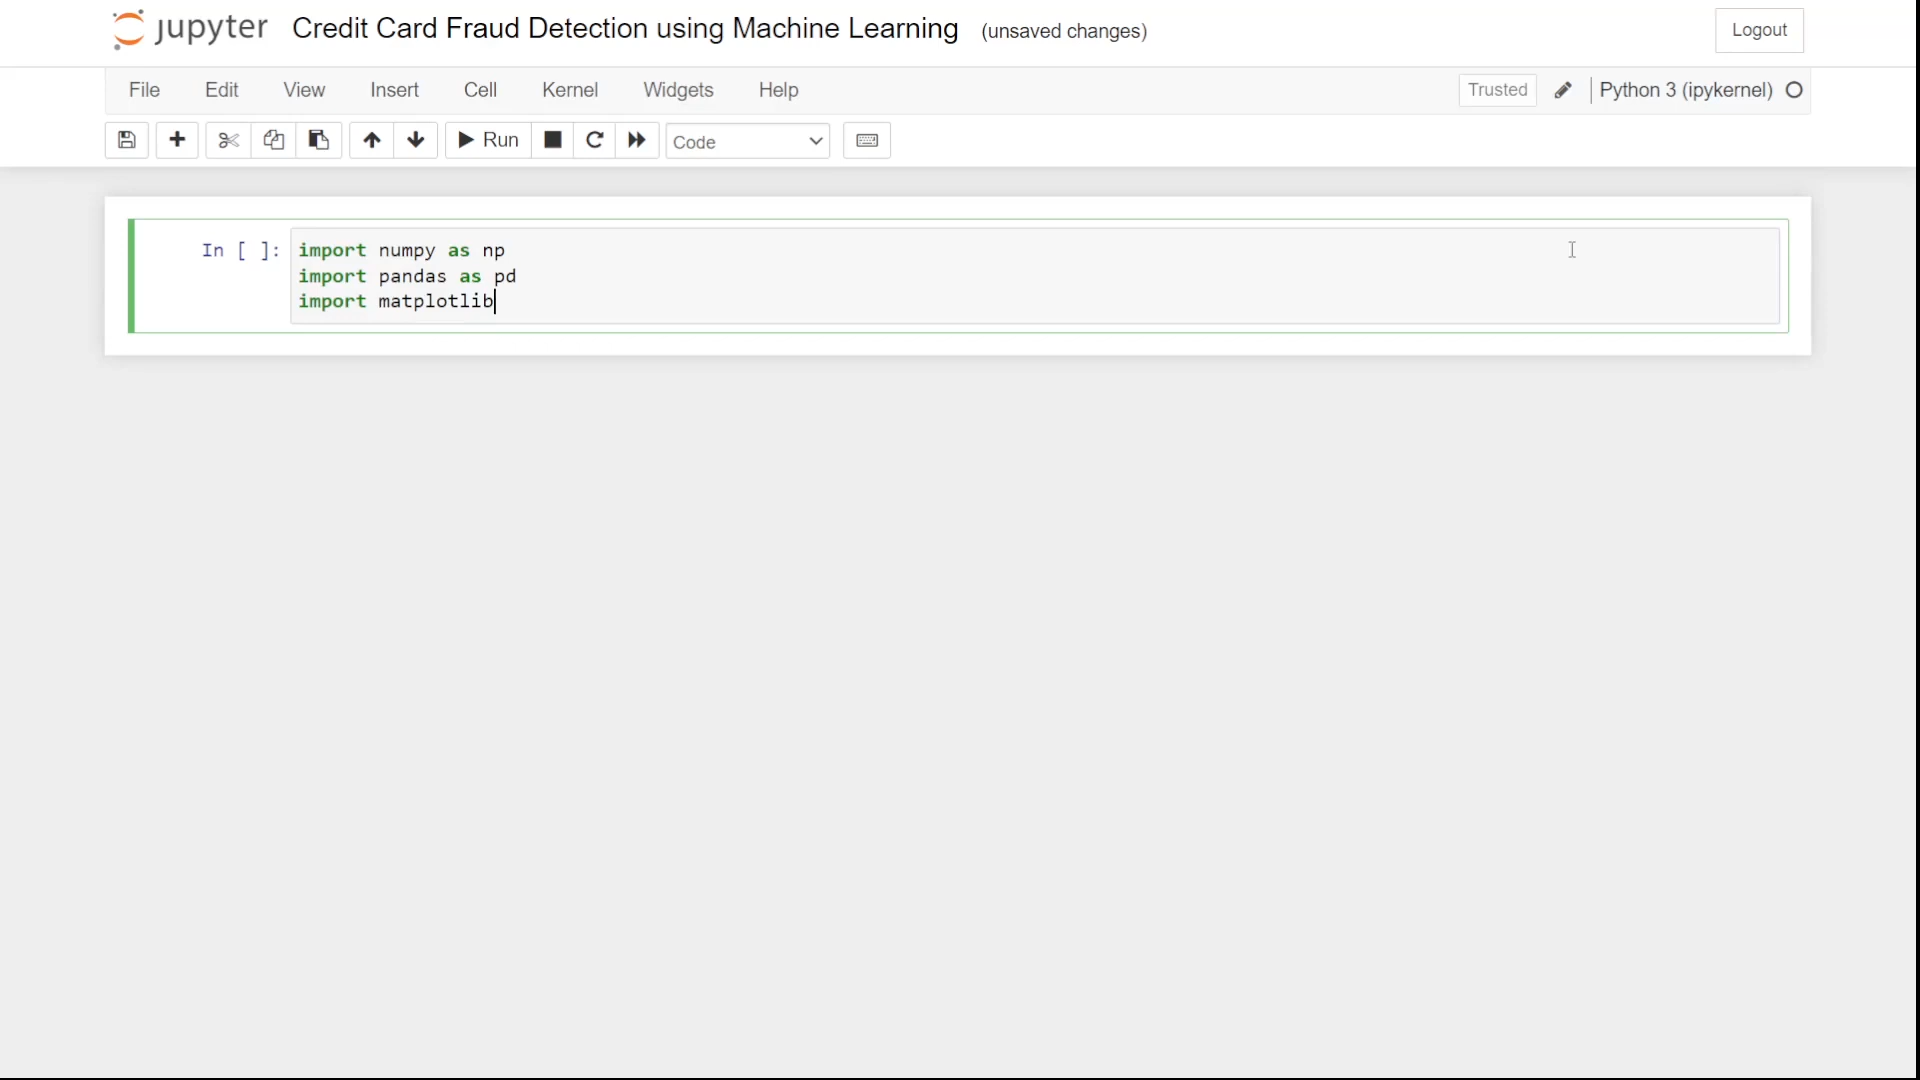 jupyter Credit Card Fraud Detection using Machine Learning (unsaved changes) Logout
File Edit View Insert Cell Kernel Widgets Help Trusted Python 3 (ipykernel)
Run Code
In [ ]: import numpy as np
import pandas as pd
import matplotlib